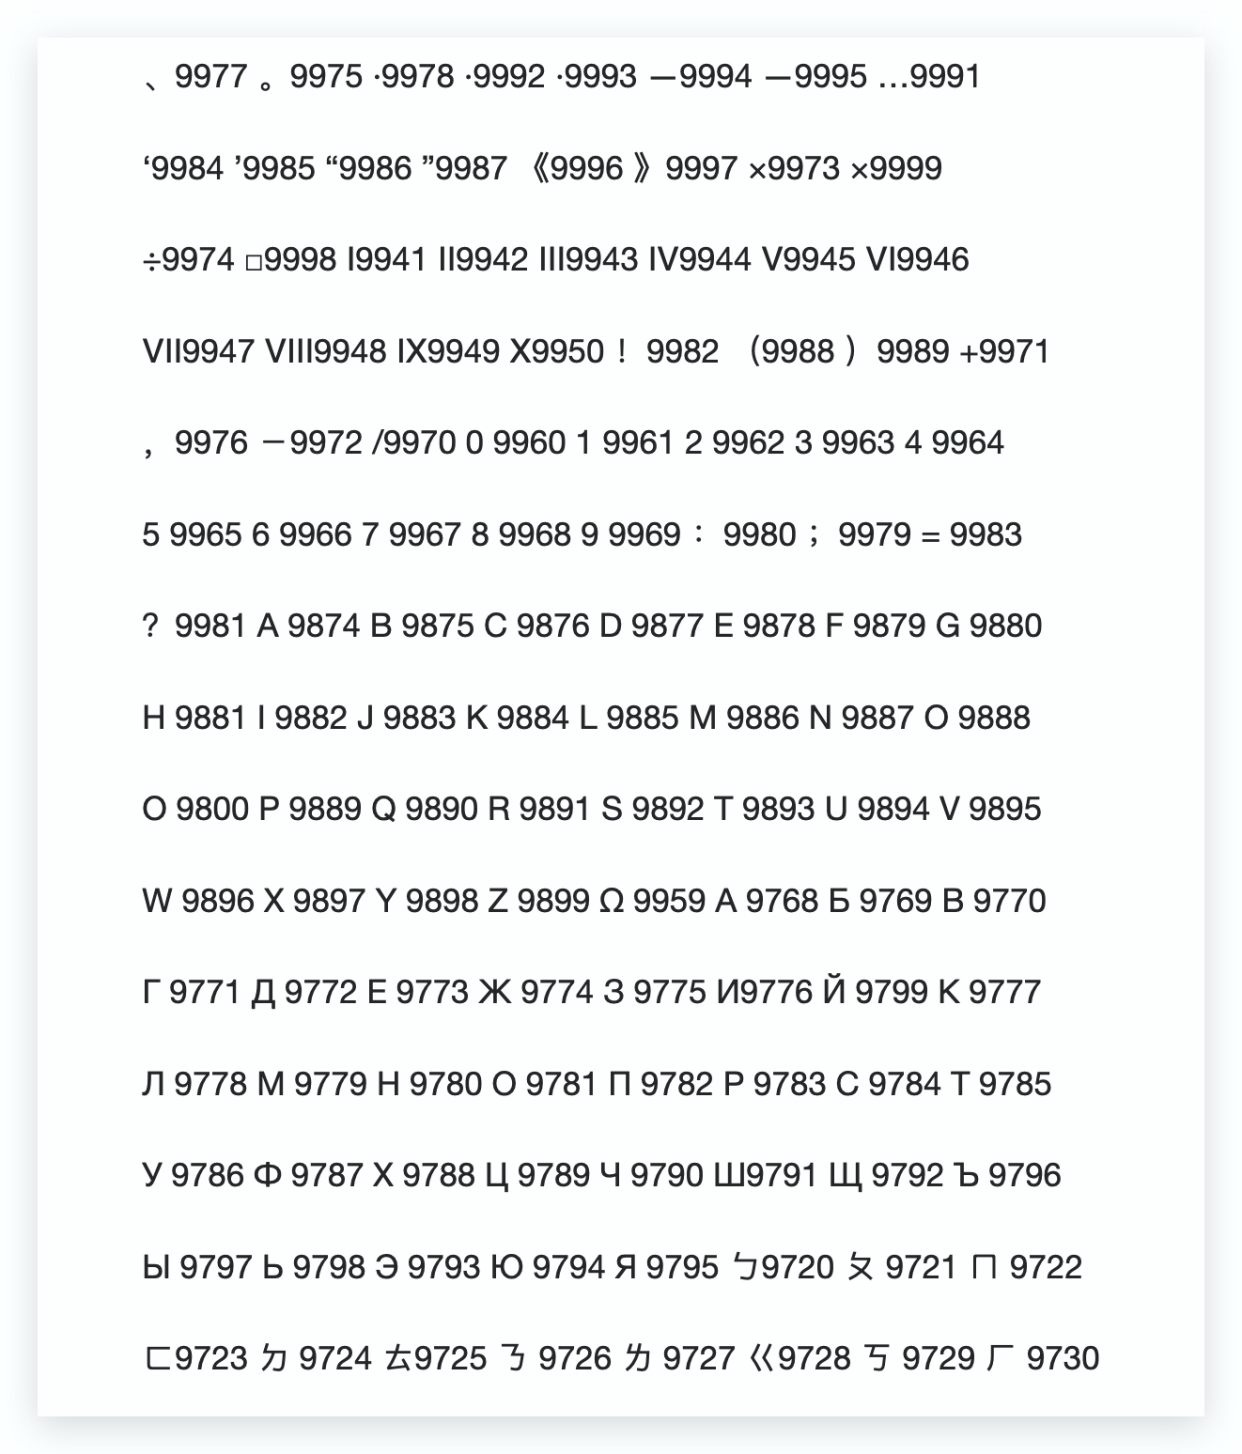 、9977 。9975 ·9978 ·9992 ·9993 —9994 —9995 …9991
‘9984 ’9985 “9986 ”9987 《9996 》9997 ×9973 ×9999
÷9974 □9998 I9941 II9942 III9943 IV9944 V9945 VI9946
VII9947 VIII9948 IX9949 X9950！9982 （9988 ）9989 +9971
，9976 －9972 /9970 0 9960 1 9961 2 9962 3 9963 4 9964
5 9965 6 9966 7 9967 8 9968 9 9969：9980；9979 = 9983
？9981 A 9874 B 9875 C 9876 D 9877 E 9878 F 9879 G 9880
H 9881 I 9882 J 9883 K 9884 L 9885 M 9886 N 9887 O 9888
O 9800 P 9889 Q 9890 R 9891 S 9892 T 9893 U 9894 V 9895
W 9896 X 9897 Y 9898 Z 9899 Ω 9959 А 9768 Б 9769 В 9770
Г 9771 Д 9772 Е 9773 Ж 9774 З 9775 И9776 Й 9799 К 9777
Л 9778 М 9779 Н 9780 О 9781 П 9782 Р 9783 С 9784 Т 9785
У 9786 Ф 9787 Х 9788 Ц 9789 Ч 9790 Ш9791 Щ 9792 Ъ 9796
Ы 9797 Ь 9798 Э 9793 Ю 9794 Я 9795 ㄅ9720 ㄆ 9721 ㄇ 9722
ㄈ9723 ㄉ 9724 ㄊ9725 ㄋ 9726 ㄌ 9727 ㄍ9728 ㄎ 9729 ㄏ 9730